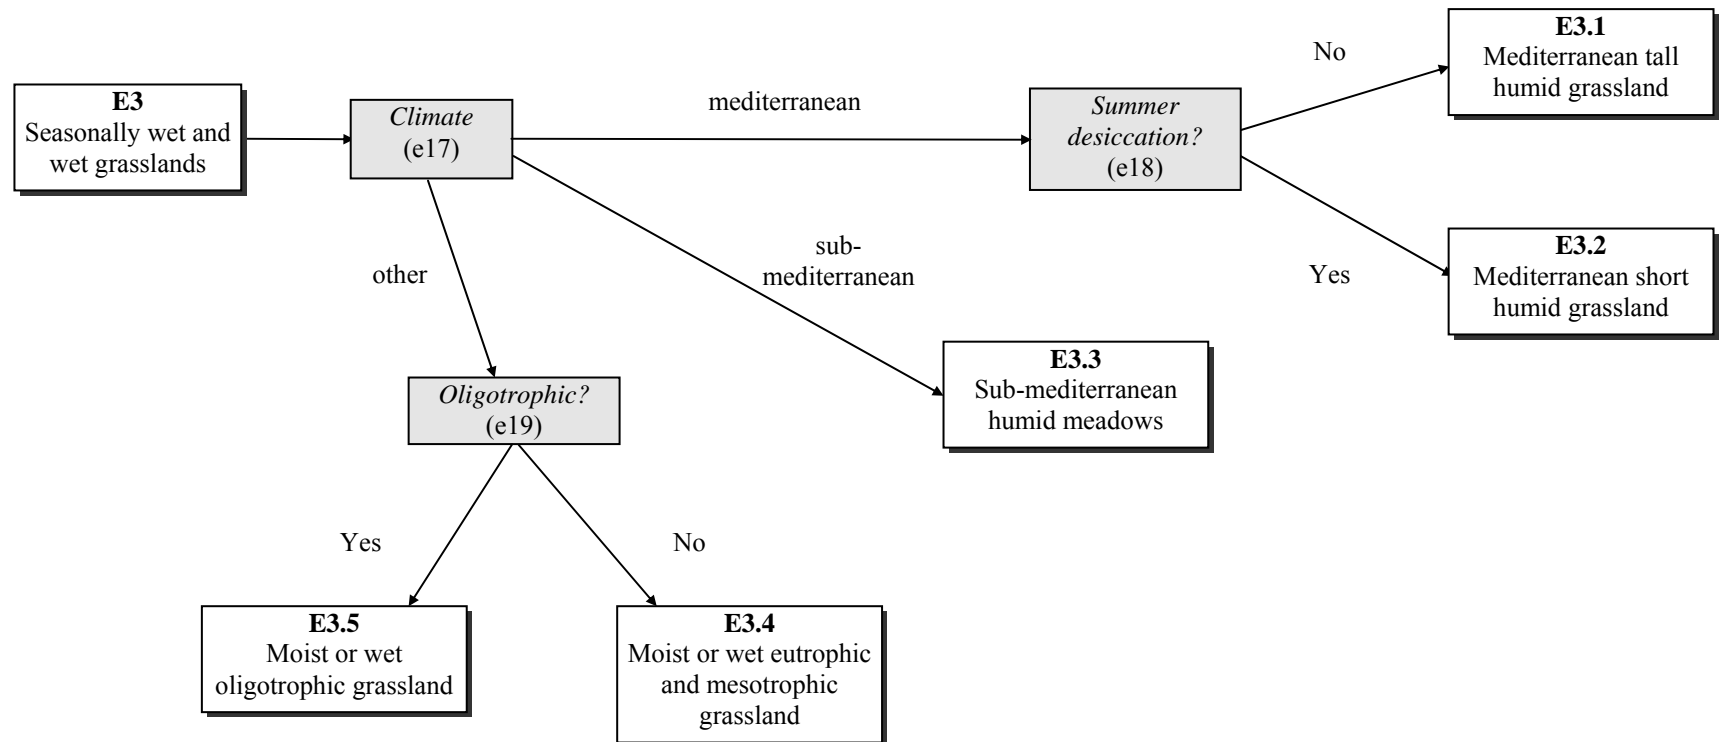 E3
Seasonally wet and
wet grasslands
Climate
(e17)
mediterranean
Summer
desiccation?
(e18)
No
E3.1
Mediterranean tall
humid grassland
Yes
E3.2
Mediterranean short
humid grassland
sub-
mediterranean
E3.3
Sub-mediterranean
humid meadows
other
Oligotrophic?
(e19)
Yes
No
E3.5
Moist or wet
oligotrophic grassland
E3.4
Moist or wet eutrophic
and mesotrophic
grassland